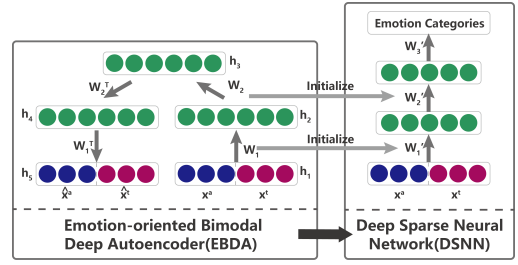 Emotion Categories
W₃'
h₃
W₂ᵀ
W₂
Initialize
W₂'
h₄
h₂
W₁ᵀ
W₁
Initialize
W₁'
h₅
h₁
x̂ᵃ x̂ᵗ
xᵃ xᵗ
xᵃ xᵗ
Emotion-oriented Bimodal
Deep Autoencoder(EBDA)
Deep Sparse Neural
Network(DSNN)